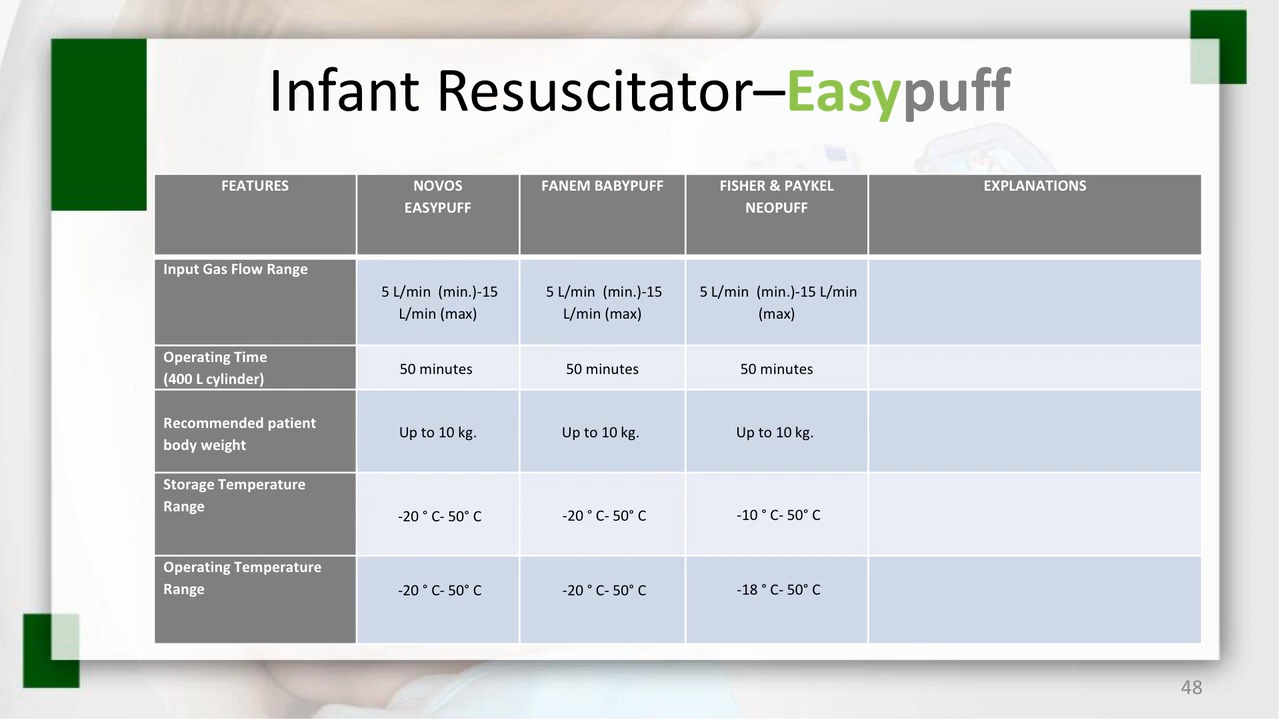 Infant Resuscitator–Easypuff
FEATURES
NOVOS
EASYPUFF
FANEM BABYPUFF
FISHER & PAYKEL
NEOPUFF
EXPLANATIONS
Input Gas Flow Range
5 L/min (min.)-15
L/min (max)
5 L/min (min.)-15
L/min (max)
5 L/min (min.)-15 L/min
(max)
Operating Time
(400 L cylinder)
50 minutes
50 minutes
50 minutes
Recommended patient
body weight
Up to 10 kg.
Up to 10 kg.
Up to 10 kg.
Storage Temperature
Range
-20 ° C- 50° C
-20 ° C- 50° C
-10 ° C- 50° C
Operating Temperature
Range
-20 ° C- 50° C
-20 ° C- 50° C
-18 ° C- 50° C
48